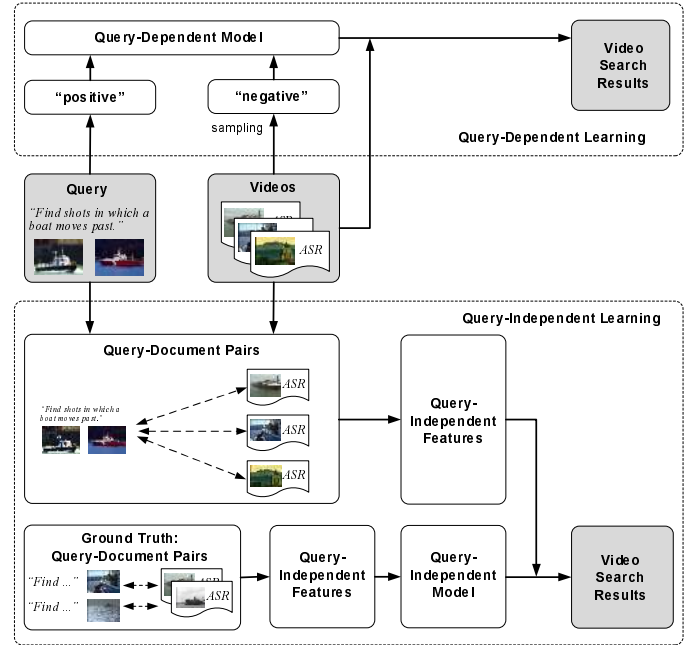 Query-Dependent Model
Video
Search
Results
“positive”
“negative”
sampling
Query-Dependent Learning
Query
“Find shots in which a
boat moves past.”
Videos
ASR
ASR
Query-Independent Learning
Query-Document Pairs
“Find shots in which a
boat moves past.”
ASR
ASR
ASR
Query-
Independent
Features
Ground Truth:
Query-Document Pairs
“Find ...”
“Find ...”
ASR
ASR
Query-
Independent
Features
Query-
Independent
Model
Video
Search
Results